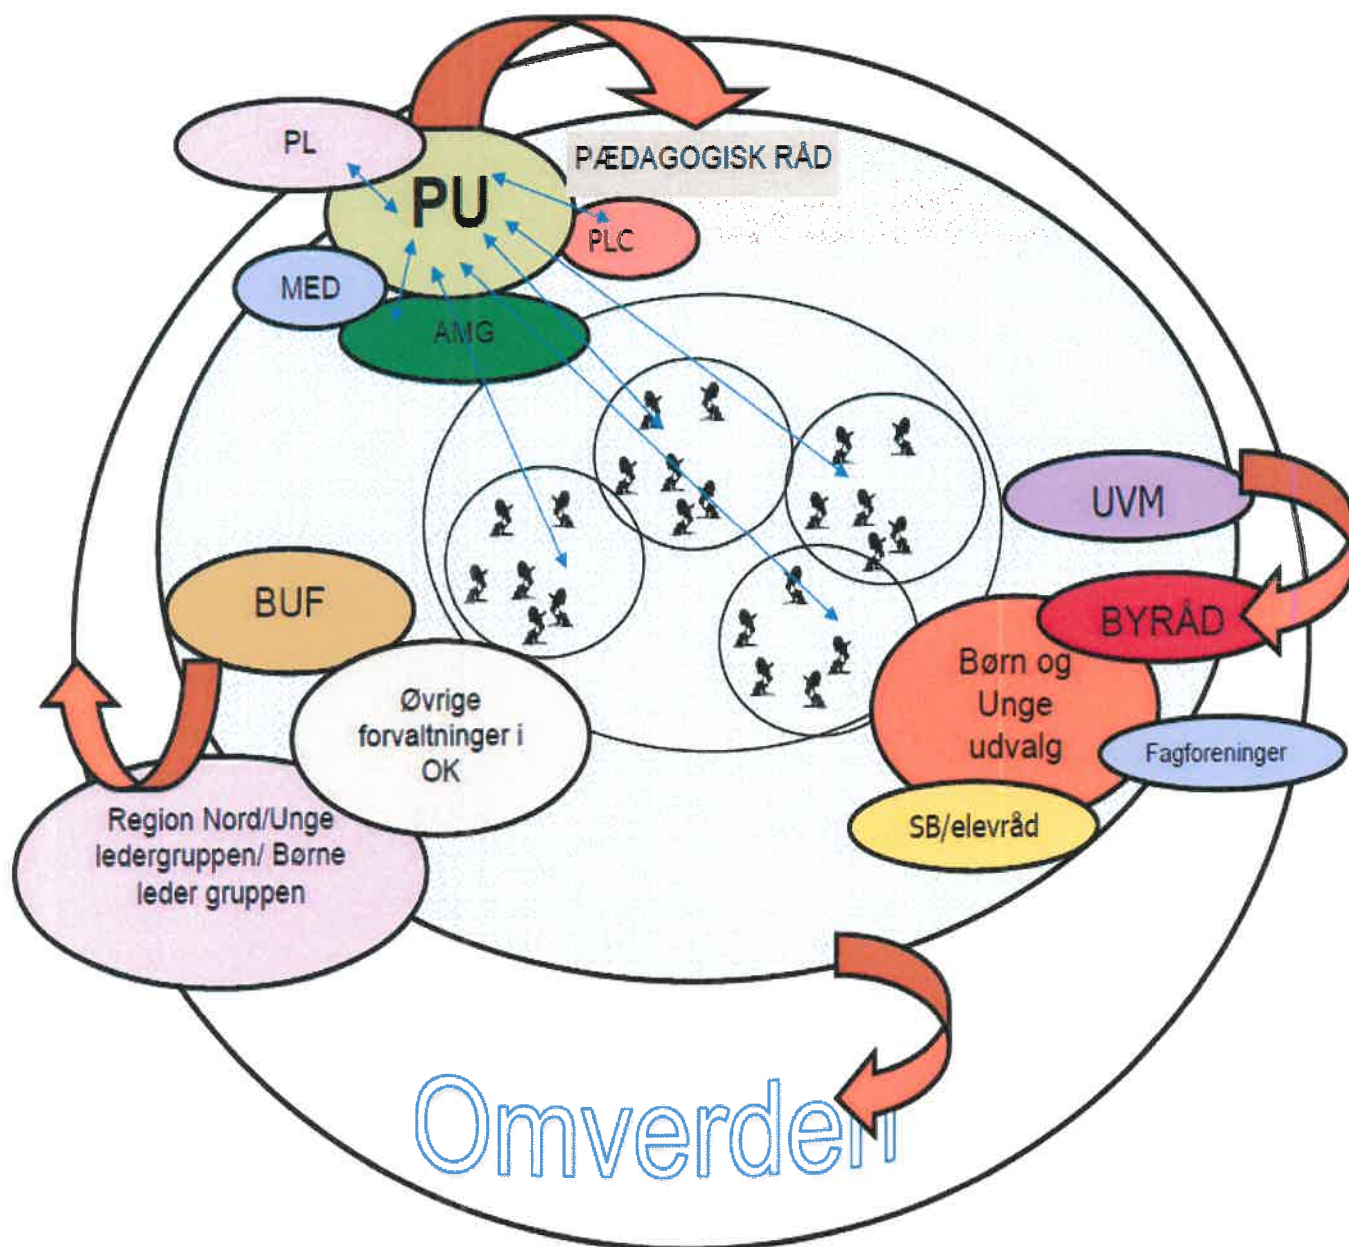 PL
PÆDAGOGISK RÅD
PU
PLC
MED
AMG
UVM
BUF
BYRÅD
Børn og
Unge
udvalg
Øvrige
forvaltninger i
OK
Fagforeninger
Region Nord/Unge
ledergruppen/ Børne
leder gruppen
SB/elevråd
Omverden